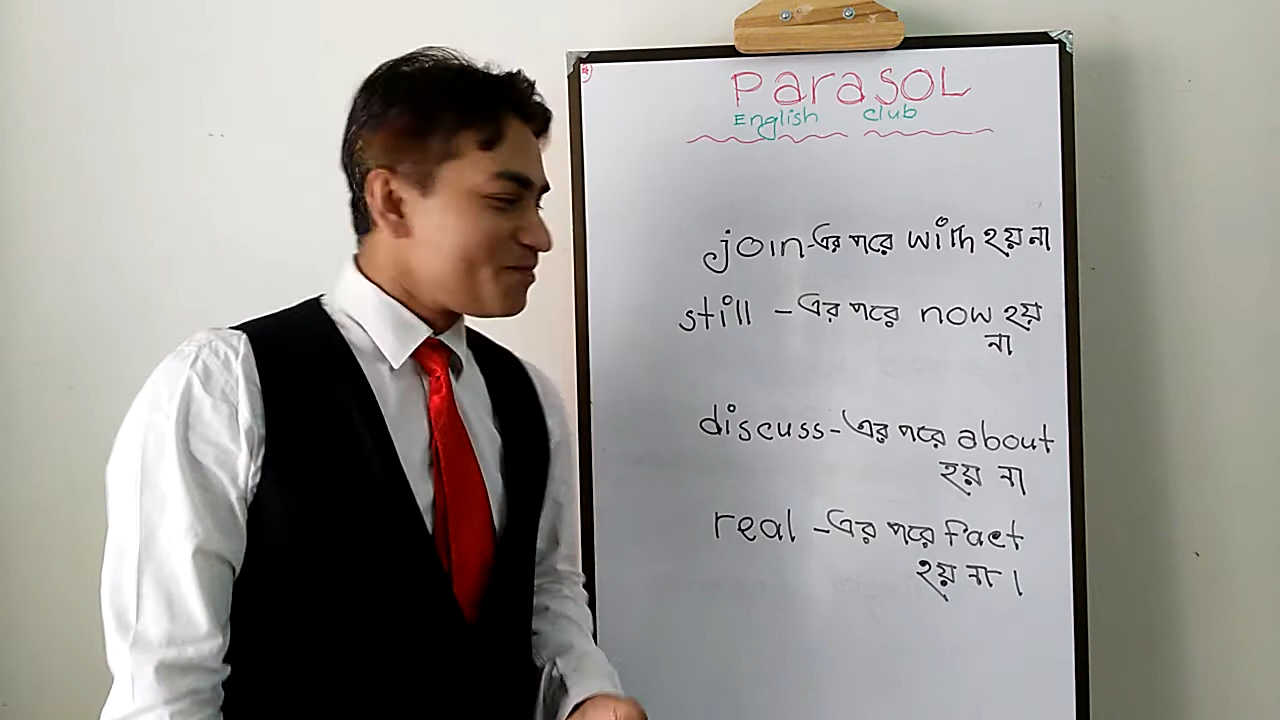 Parasol
English club
join-এর পরে with হয় না
still - এর পরে now হয়
না
discuss- এর পরে about
হয় না
real - এর পরে fact
হয় না।